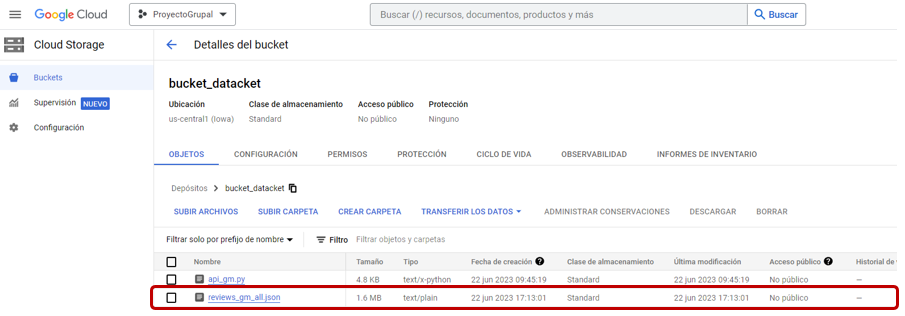 Google Cloud
ProyectoGrupal
Buscar (/) recursos, documentos, productos y más
Buscar
Cloud Storage
Detalles del bucket
Buckets
Supervisión NUEVO
Configuración
bucket_datacket
Ubicación Clase de almacenamiento Acceso público Protección
us-central1 (Iowa) Standard No público Ninguno
OBJETOS CONFIGURACIÓN PERMISOS PROTECCIÓN CICLO DE VIDA OBSERVABILIDAD INFORMES DE INVENTARIO
Depósitos > bucket_datacket
SUBIR ARCHIVOS SUBIR CARPETA CREAR CARPETA TRANSFERIR LOS DATOS ADMINISTRAR CONSERVACIONES DESCARGAR BORRAR
Filtrar solo por prefijo de nombre Filtro Filtrar objetos y carpetas
Nombre Tamaño Tipo Fecha de creación Clase de almacenamiento Última modificación Acceso público Historial de
api_gm.py 4.8 KB text/x-python 22 jun 2023 09:45:19 Standard 22 jun 2023 09:45:19 No público —
reviews_gm_all.json 1.6 MB text/plain 22 jun 2023 17:13:01 Standard 22 jun 2023 17:13:01 No público —